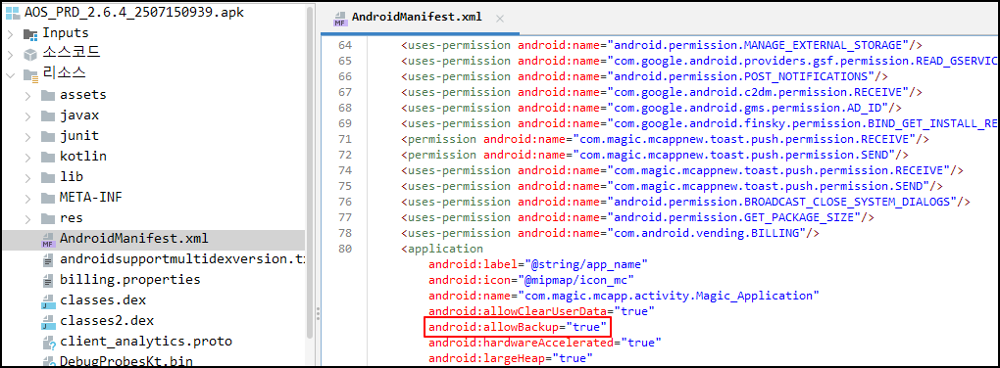 AOS_PRD_2.6.4_2507150939.apk
Inputs
소스코드
리소스
assets
javax
junit
kotlin
lib
META-INF
res
MF AndroidManifest.xml
androidsupportmultidexversion.t
billing.properties
classes.dex
classes2.dex
client_analytics.proto
DebugProbesKt.bin
MF AndroidManifest.xml
64 <uses-permission android:name="android.permission.MANAGE_EXTERNAL_STORAGE"/>
65 <uses-permission android:name="com.google.android.providers.gsf.permission.READ_GSERVIC
66 <uses-permission android:name="android.permission.POST_NOTIFICATIONS"/>
67 <uses-permission android:name="com.google.android.c2dm.permission.RECEIVE"/>
68 <uses-permission android:name="com.google.android.gms.permission.AD_ID"/>
69 <uses-permission android:name="com.google.android.finsky.permission.BIND_GET_INSTALL_RE
71 <permission android:name="com.magic.mcappnew.toast.push.permission.RECEIVE"/>
72 <permission android:name="com.magic.mcappnew.toast.push.permission.SEND"/>
74 <uses-permission android:name="com.magic.mcappnew.toast.push.permission.RECEIVE"/>
75 <uses-permission android:name="com.magic.mcappnew.toast.push.permission.SEND"/>
76 <uses-permission android:name="android.permission.BROADCAST_CLOSE_SYSTEM_DIALOGS"/>
77 <uses-permission android:name="android.permission.GET_PACKAGE_SIZE"/>
78 <uses-permission android:name="com.android.vending.BILLING"/>
80 <application
android:label="@string/app_name"
android:icon="@mipmap/icon_mc"
android:name="com.magic.mcapp.activity.Magic_Application"
android:allowClearUserData="true"
android:allowBackup="true"
android:hardwareAccelerated="true"
android:largeHeap="true"